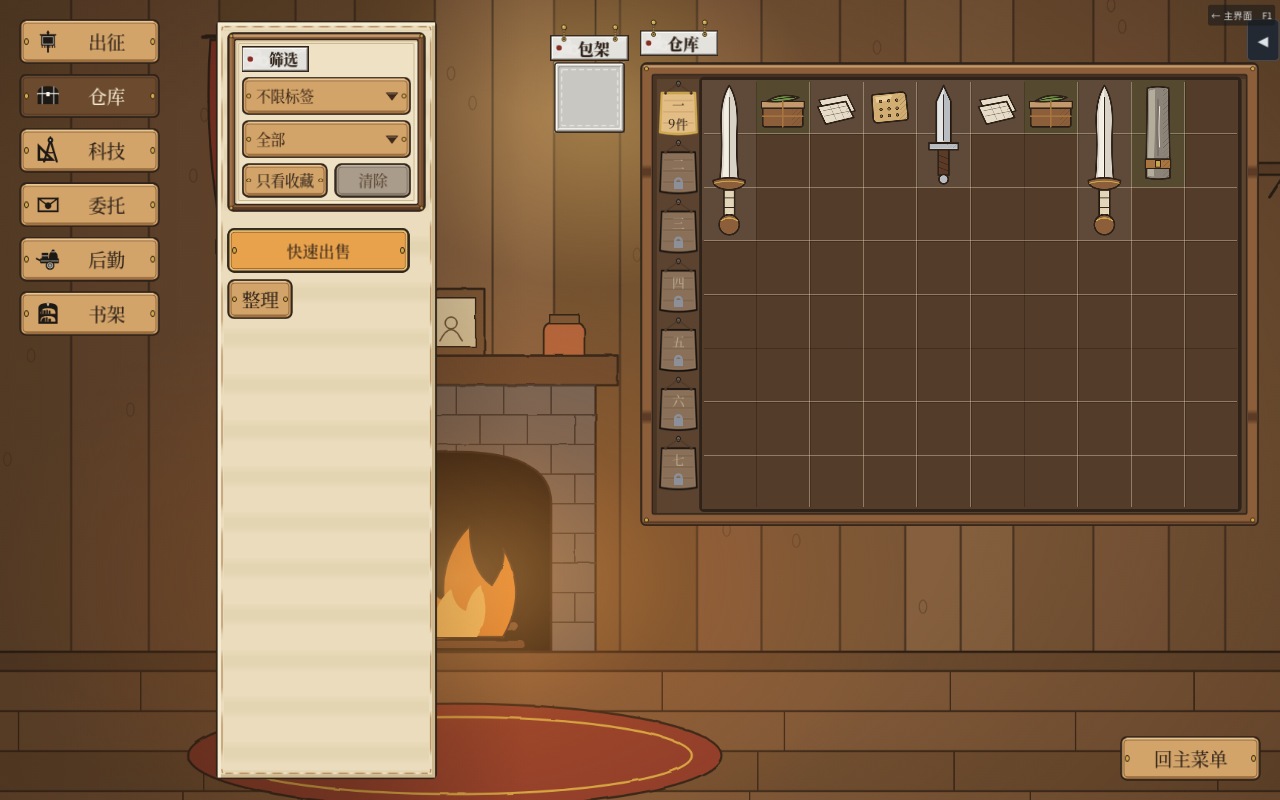 出征
仓库
科技
委托
后勤
书架
筛选
不限标签
全部
只看收藏
清除
快速出售
整理
包架
仓库
← 主界面 F1
一
9件
二
三
四
五
六
七
回主菜单